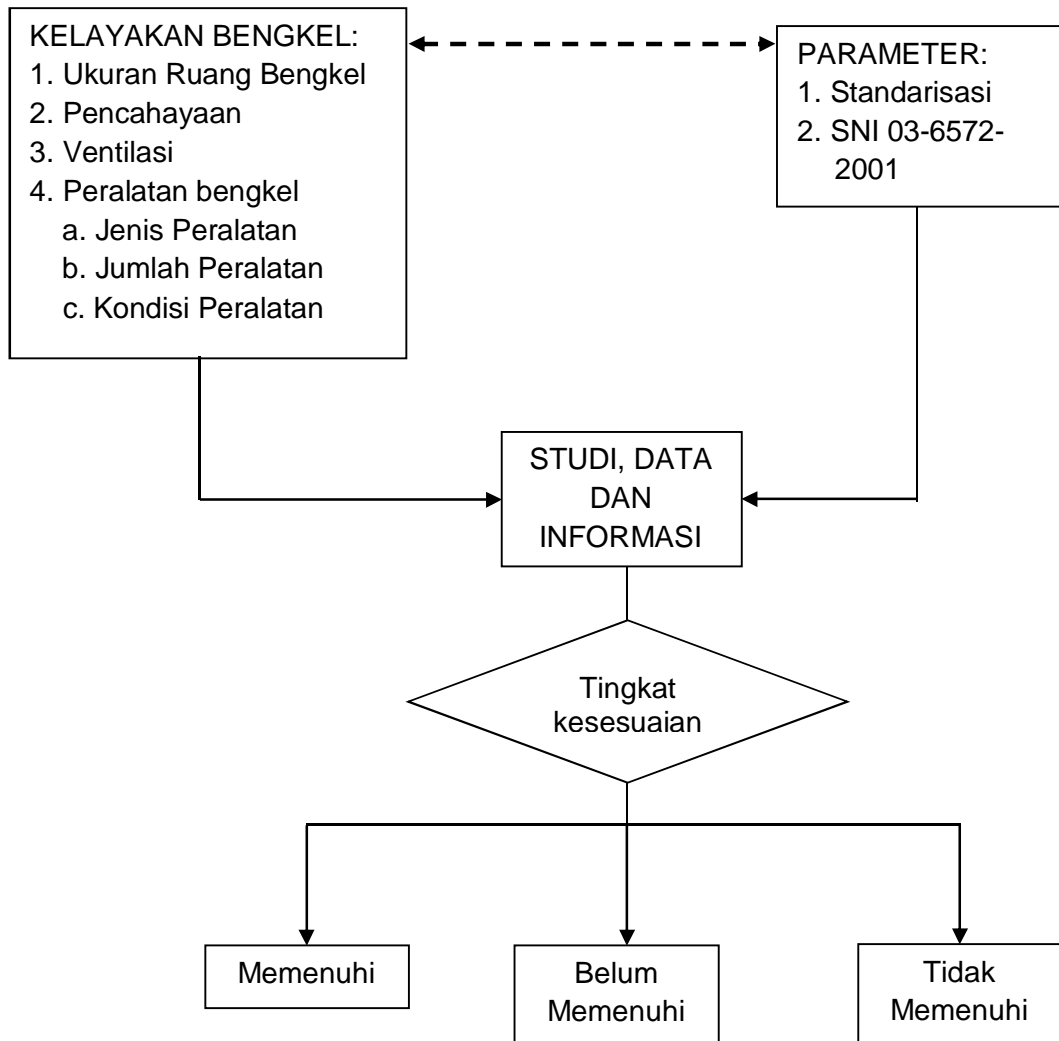 KELAYAKAN BENGKEL:
1. Ukuran Ruang Bengkel
2. Pencahayaan
3. Ventilasi
4. Peralatan bengkel
a. Jenis Peralatan
b. Jumlah Peralatan
c. Kondisi Peralatan
PARAMETER:
1. Standarisasi
2. SNI 03-6572-
2001
STUDI, DATA
DAN
INFORMASI
Tingkat
kesesuaian
Memenuhi
Belum
Memenuhi
Tidak
Memenuhi